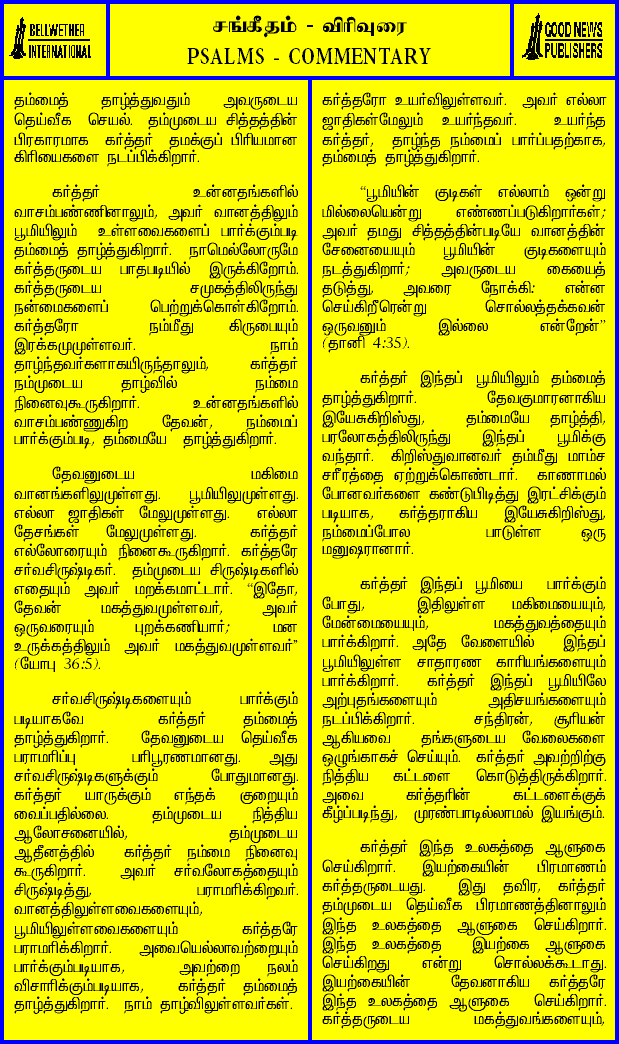 BELLWETHER
INTERNATIONAL
சங்கீதம் - விரிவுரை
PSALMS - COMMENTARY
GOOD NEWS
PUBLISHERS
தம்மைத் தாழ்த்துவதும் அவருடைய
தெய்வீக செயல். தம்முடைய சித்தத்தின்
பிரகாரமாக கர்த்தர் தமக்குப் பிரியமான
கிரியைகளை நடப்பிக்கிறார்.
கர்த்தர் உன்னதங்களில்
வாசம்பண்ணினாலும், அவர் வானத்திலும்
பூமியிலும் உள்ளவைகளைப் பார்க்கும்படி
தம்மைத் தாழ்த்துகிறார். நாமெல்லோருமே
கர்த்தருடைய பாதபடியில் இருக்கிறோம்.
கர்த்தருடைய சமுகத்திலிருந்து
நன்மைகளைப் பெற்றுக்கொள்கிறோம்.
கர்த்தரோ நம்மீது கிருபையும்
இரக்கமுமுள்ளவர். நாம்
தாழ்ந்தவர்களாகயிருந்தாலும், கர்த்தர்
நம்முடைய தாழ்வில் நம்மை
நினைவுகூருகிறார். உன்னதங்களில்
வாசம்பண்ணுகிற தேவன், நம்மைப்
பார்க்கும்படி, தம்மையே தாழ்த்துகிறார்.
தேவனுடைய மகிமை
வானங்களிலுமுள்ளது. பூமியிலுமுள்ளது.
எல்லா ஜாதிகள் மேலுமுள்ளது. எல்லா
தேசங்கள் மேலுமுள்ளது. கர்த்தர்
எல்லோரையும் நினைகூருகிறார். கர்த்தரே
சர்வசிருஷ்டிகர். தம்முடைய சிருஷ்டிகளில்
எதையும் அவர் மறக்கமாட்டார். "இதோ,
தேவன் மகத்துவமுள்ளவர், அவர்
ஒருவரையும் புறக்கணியார்; மன
உருக்கத்திலும் அவர் மகத்துவமுள்ளவர்"
(யோபு 36:5).
சர்வசிருஷ்டிகளையும் பார்க்கும்
படியாகவே கர்த்தர் தம்மைத்
தாழ்த்துகிறார். தேவனுடைய தெய்வீக
பராமரிப்பு பரிபூரணமானது. அது
சர்வசிருஷ்டிகளுக்கும் போதுமானது.
கர்த்தர் யாருக்கும் எந்தக் குறையும்
வைப்பதில்லை. தம்முடைய நித்திய
ஆலோசனையில், தம்முடைய
ஆதீனத்தில் கர்த்தர் நம்மை நினைவு
கூருகிறார். அவர் சர்வலோகத்தையும்
சிருஷ்டித்து, பராமரிக்கிறவர்.
வானத்திலுள்ளவைகளையும்,
பூமியிலுள்ளவைகளையும் கர்த்தரே
பராமரிக்கிறார். அவையெல்லாவற்றையும்
பார்க்கும்படியாக, அவற்றை நலம்
விசாரிக்கும்படியாக, கர்த்தர் தம்மைத்
தாழ்த்துகிறார். நாம் தாழ்விலுள்ளவர்கள்.
கர்த்தரோ உயர்விலுள்ளவர். அவர் எல்லா
ஜாதிகள்மேலும் உயர்ந்தவர். உயர்ந்த
கர்த்தர், தாழ்ந்த நம்மைப் பார்ப்பதற்காக,
தம்மைத் தாழ்த்துகிறார்.
"பூமியின் குடிகள் எல்லாம் ஒன்று
மில்லையென்று எண்ணப்படுகிறார்கள்;
அவர் தமது சித்தத்தின்படியே வானத்தின்
சேனையையும் பூமியின் குடிகளையும்
நடத்துகிறார்; அவருடைய கையைத்
தடுத்து, அவரை நோக்கி: என்ன
செய்கிறீரென்று சொல்லத்தக்கவன்
ஒருவனும் இல்லை என்றேன்"
(தானி 4:35).
கர்த்தர் இந்தப் பூமியிலும் தம்மைத்
தாழ்த்துகிறார். தேவகுமாரனாகிய
இயேசுகிறிஸ்து, தம்மையே தாழ்த்தி,
பரலோகத்திலிருந்து இந்தப் பூமிக்கு
வந்தார். கிறிஸ்துவானவர் தம்மீது மாம்ச
சரீரத்தை ஏற்றுக்கொண்டார். காணாமல்
போனவர்களை கண்டுபிடித்து இரட்சிக்கும்
படியாக, கர்த்தராகிய இயேசுகிறிஸ்து,
நம்மைப்போல பாடுள்ள ஒரு
மனுஷரானார்.
கர்த்தர் இந்தப் பூமியை பார்க்கும்
போது, இதிலுள்ள மகிமையையும்,
மேன்மையையும், மகத்துவத்தையும்
பார்க்கிறார். அதே வேளையில் இந்தப்
பூமியிலுள்ள சாதாரண காரியங்களையும்
பார்க்கிறார். கர்த்தர் இந்தப் பூமியிலே
அற்புதங்களையும் அதிசயங்களையும்
நடப்பிக்கிறார். சந்திரன், சூரியன்
ஆகியவை தங்களுடைய வேலைகளை
ஒழுங்காகச் செய்யும். கர்த்தர் அவற்றிற்கு
நித்திய கட்டளை கொடுத்திருக்கிறார்.
அவை கர்த்தரின் கட்டளைக்குக்
கீழ்ப்படிந்து, முரண்பாடில்லாமல் இயங்கும்.
கர்த்தர் இந்த உலகத்தை ஆளுகை
செய்கிறார். இயற்கையின் பிரமாணம்
கர்த்தருடையது. இது தவிர, கர்த்தர்
தம்முடைய தெய்வீக பிரமாணத்தினாலும்
இந்த உலகத்தை ஆளுகை செய்கிறார்.
இந்த உலகத்தை இயற்கை ஆளுகை
செய்கிறது என்று சொல்லக்கூடாது.
இயற்கையின் தேவனாகிய கர்த்தரே
இந்த உலகத்தை ஆளுகை செய்கிறார்.
கர்த்தருடைய மகத்துவங்களையும்,